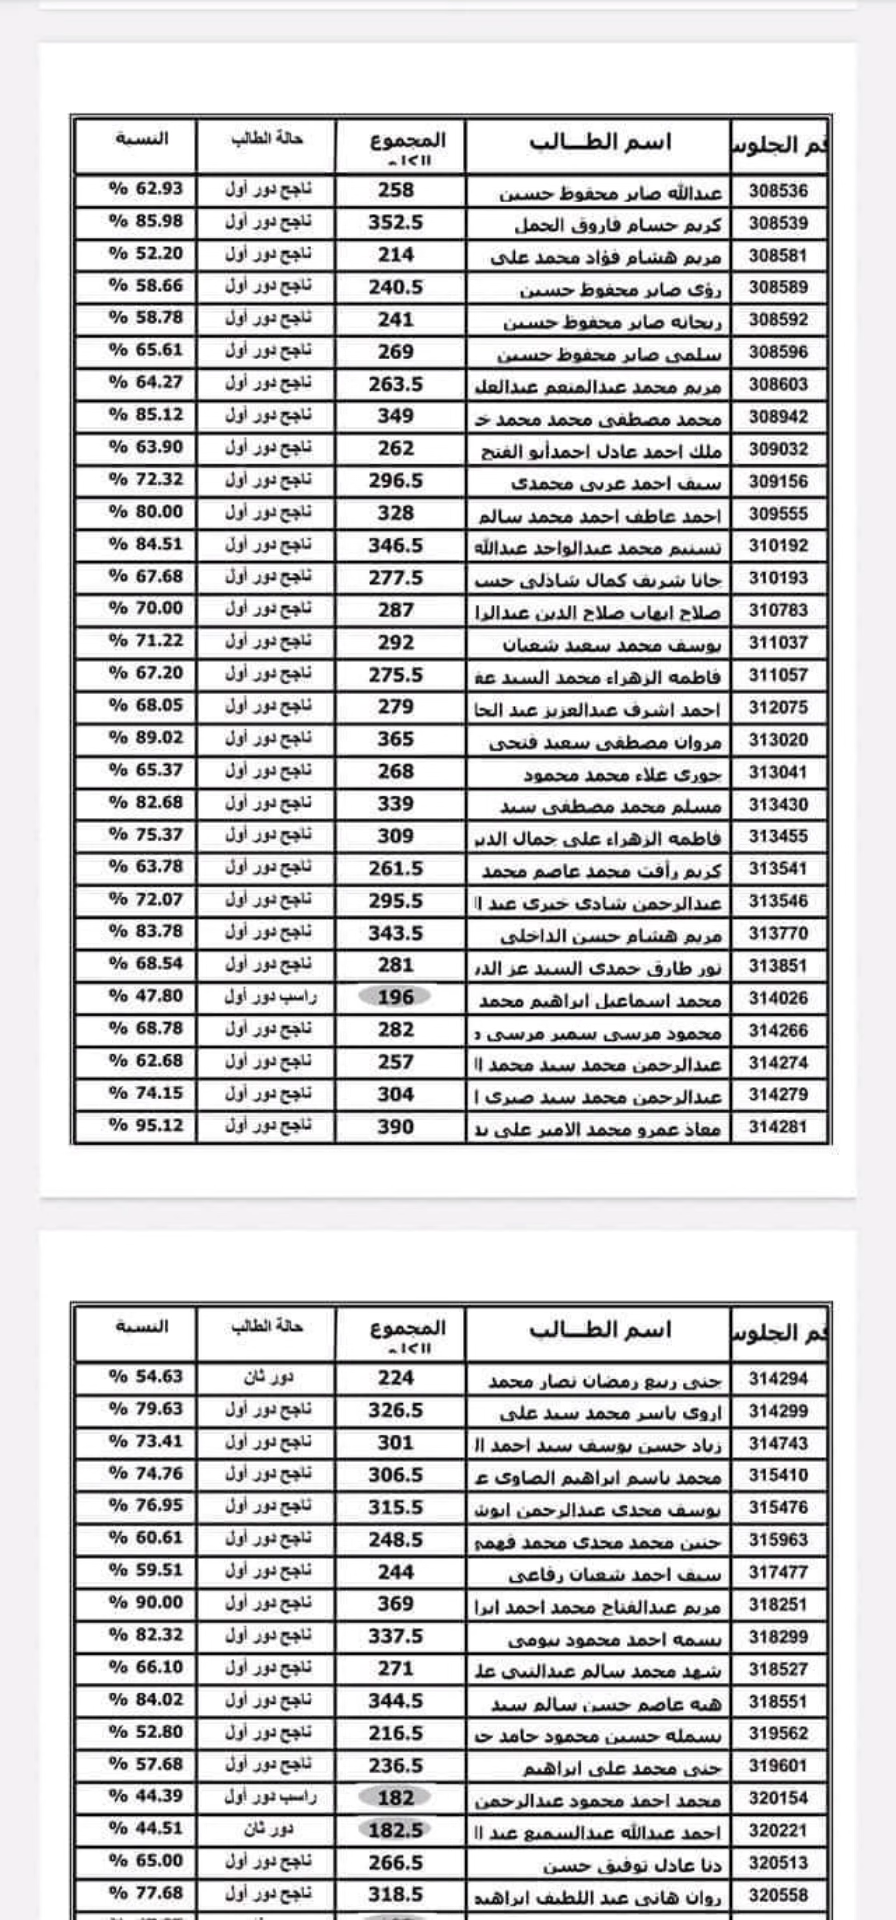 قم الجلوس اسم الطـــالب المجموع حالة الطالب النسبة
308536 عبدالله صابر محفوظ حسين 258 ناجح دور أول 62.93 %
308539 كريم حسام فاروق الجمل 352.5 ناجح دور أول 85.98 %
308581 مريم هشام فؤاد محمد على 214 ناجح دور أول 52.20 %
308589 رؤى صابر محفوظ حسين 240.5 ناجح دور أول 58.66 %
308592 ريحانه صابر محفوظ حسين 241 ناجح دور أول 58.78 %
308596 سلمى صابر محفوظ حسين 269 ناجح دور أول 65.61 %
308603 مريم محمد عبدالمنعم عبدالعل 263.5 ناجح دور أول 64.27 %
308942 محمد مصطفى محمد محمد خ 349 ناجح دور أول 85.12 %
309032 ملك احمد عادل احمدأبو الفتح 262 ناجح دور أول 63.90 %
309156 سيف احمد عربى محمدى 296.5 ناجح دور أول 72.32 %
309555 احمد عاطف احمد محمد سالم 328 ناجح دور أول 80.00 %
310192 تسنيم محمد عبدالواحد عبدالله 346.5 ناجح دور أول 84.51 %
310193 جانا شريف كمال شاذلى حسـ 277.5 ناجح دور أول 67.68 %
310783 صلاح ايهاب صلاح الدين عبدالرا 287 ناجح دور أول 70.00 %
311037 يوسف محمد سعيد شعبان 292 ناجح دور أول 71.22 %
311057 فاطمه الزهراء محمد السيد عف 275.5 ناجح دور أول 67.20 %
312075 احمد اشرف عبدالعزيز عبد الحا 279 ناجح دور أول 68.05 %
313020 مروان مصطفى سعيد فتحى 365 ناجح دور أول 89.02 %
313041 جورى علاء محمد محمود 268 ناجح دور أول 65.37 %
313430 مسلم محمد مصطفى سيد 339 ناجح دور أول 82.68 %
313455 فاطمه الزهراء على جمال الدير 309 ناجح دور أول 75.37 %
313541 كريم رأفت محمد عاصم محمد 261.5 ناجح دور أول 63.78 %
313546 عبدالرحمن شادى خيرى عبد ا 295.5 ناجح دور أول 72.07 %
313770 مريم هشام حسن الداخلى 343.5 ناجح دور أول 83.78 %
313851 نور طارق حمدى السيد عز الد 281 ناجح دور أول 68.54 %
314026 محمد اسماعيل ابراهيم محمد 196 راسب دور أول 47.80 %
314266 محمود مرسى سمير مرسى م 282 ناجح دور أول 68.78 %
314274 عبدالرحمن محمد سيد محمد ال 257 ناجح دور أول 62.68 %
314279 عبدالرحمن محمد سيد صبرى ا 304 ناجح دور أول 74.15 %
314281 معاذ عمرو محمد الامير على بد 390 ناجح دور أول 95.12 %
قم الجلوس اسم الطـــالب المجموع حالة الطالب النسبة
314294 جنى ربيع رمضان نصار محمد 224 دور ثان 54.63 %
314299 اروى ياسر محمد سيد على 326.5 ناجح دور أول 79.63 %
314743 زياد حسن يوسف سيد احمد ال 301 ناجح دور أول 73.41 %
315410 محمد باسم ابراهيم الصاوى ع 306.5 ناجح دور أول 74.76 %
315476 يوسف مجدى عبدالرحمن ابوش 315.5 ناجح دور أول 76.95 %
315963 حنين محمد مجدى محمد فهمي 248.5 ناجح دور أول 60.61 %
317477 سيف احمد شعبان رفاعى 244 ناجح دور أول 59.51 %
318251 مريم عبدالفتاح محمد احمد ابرا 369 ناجح دور أول 90.00 %
318299 بسمه احمد محمود بيومى 337.5 ناجح دور أول 82.32 %
318527 شهد محمد سالم عبدالنبى عل 271 ناجح دور أول 66.10 %
318551 هبه عاصم حسن سالم سيد 344.5 ناجح دور أول 84.02 %
319562 بسمله حسين محمود حامد حـ 216.5 ناجح دور أول 52.80 %
319601 جنى محمد على ابراهيم 236.5 ناجح دور أول 57.68 %
320154 محمد احمد محمود عبدالرحمن 182 راسب دور أول 44.39 %
320221 احمد عبدالله عبدالسميع عبد ال 182.5 دور ثان 44.51 %
320513 دنا عادل توفيق حسن 266.5 ناجح دور أول 65.00 %
320558 روان هانى عبد اللطيف ابراهيم 318.5 ناجح دور أول 77.68 %